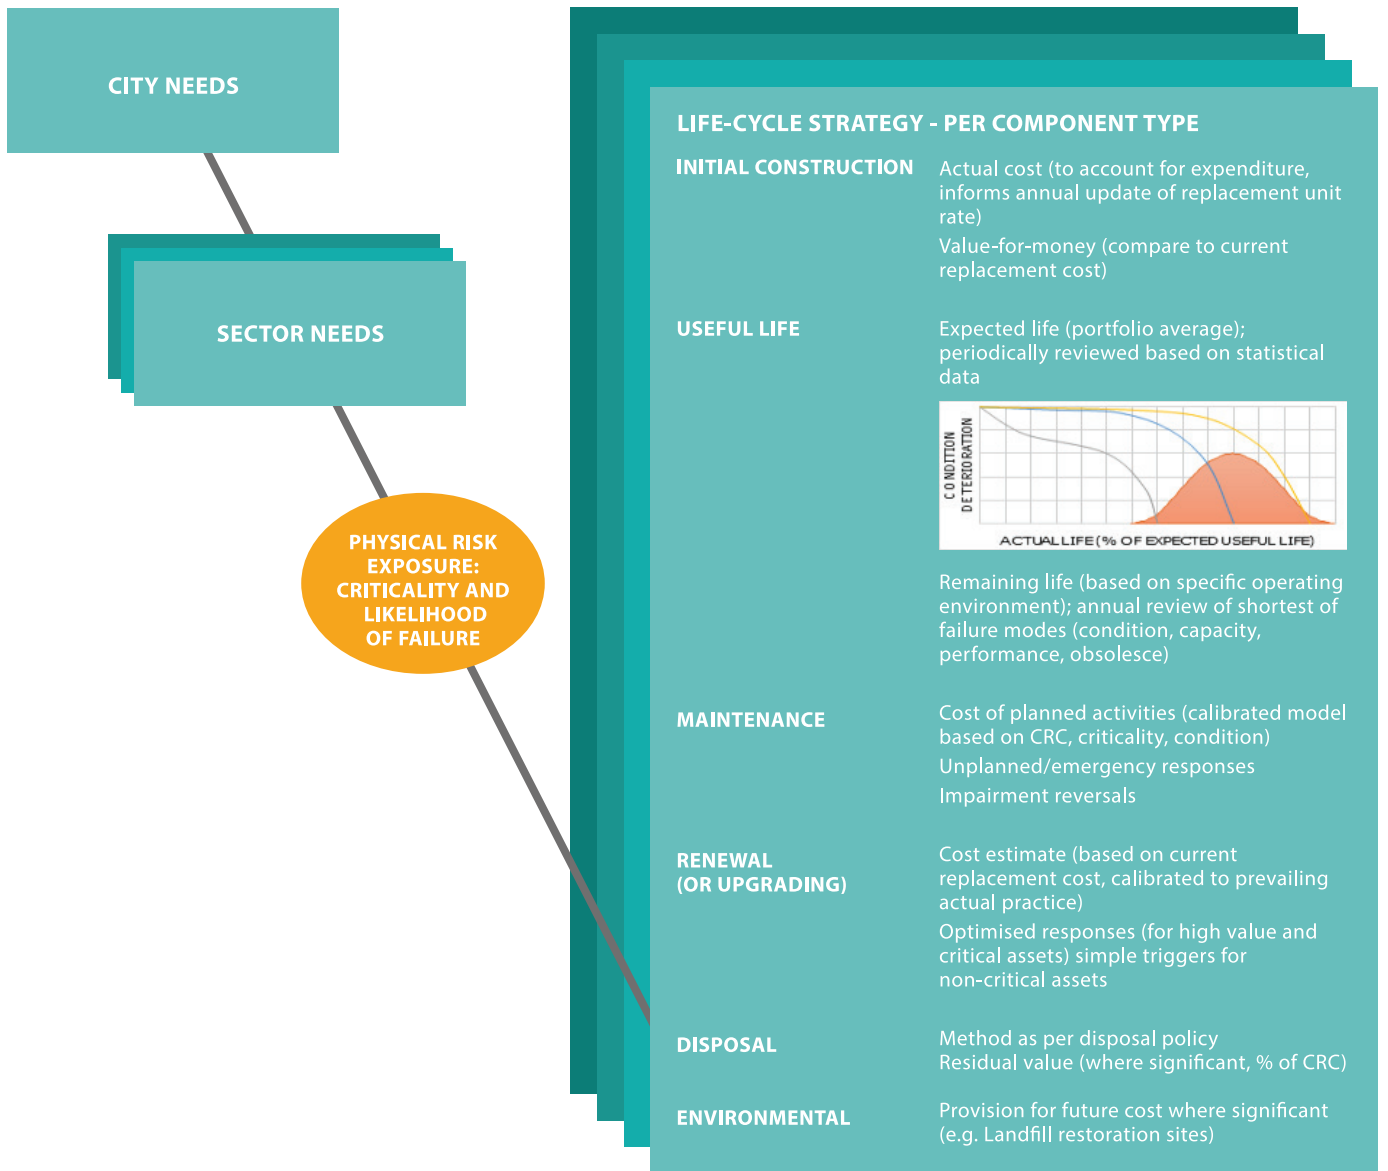 CITY NEEDS
SECTOR NEEDS
PHYSICAL RISK
EXPOSURE:
CRITICALITY AND
LIKELIHOOD
OF FAILURE
LIFE-CYCLE STRATEGY - PER COMPONENT TYPE
INITIAL CONSTRUCTION
Actual cost (to account for expenditure,
informs annual update of replacement unit
rate)
Value-for-money (compare to current
replacement cost)
USEFUL LIFE
Expected life (portfolio average);
periodically reviewed based on statistical
data
CONDITION
DETERIORATION
ACTUAL LIFE (% OF EXPECTED USEFUL LIFE)
Remaining life (based on specific operating
environment); annual review of shortest of
failure modes (condition, capacity,
performance, obsolesce)
MAINTENANCE
Cost of planned activities (calibrated model
based on CRC, criticality, condition)
Unplanned/emergency responses
Impairment reversals
RENEWAL
(OR UPGRADING)
Cost estimate (based on current
replacement cost, calibrated to prevailing
actual practice)
Optimised responses (for high value and
critical assets) simple triggers for
non-critical assets
DISPOSAL
Method as per disposal policy
Residual value (where significant, % of CRC)
ENVIRONMENTAL
Provision for future cost where significant
(e.g. Landfill restoration sites)